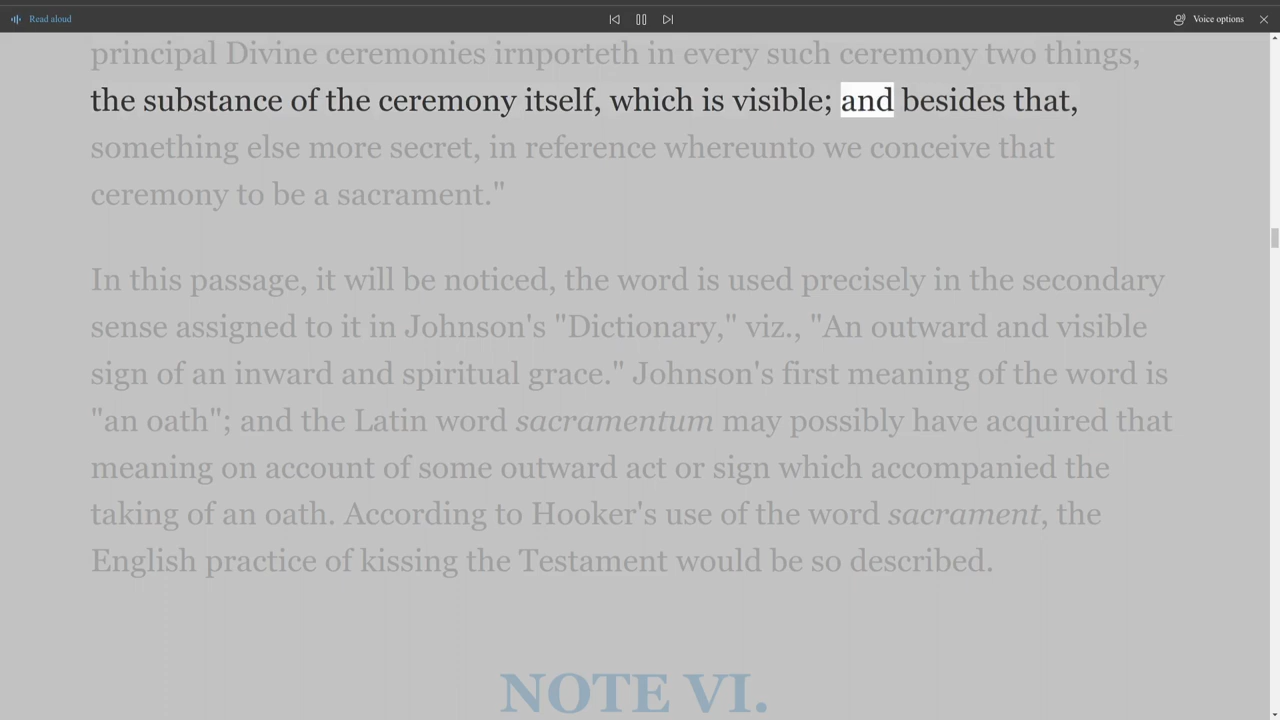 Read aloud
Voice options
principal Divine ceremonies irnporteth in every such ceremony two things,
the substance of the ceremony itself, which is visible; and besides that,
something else more secret, in reference whereunto we conceive that
ceremony to be a sacrament."
In this passage, it will be noticed, the word is used precisely in the secondary
sense assigned to it in Johnson's "Dictionary," viz., "An outward and visible
sign of an inward and spiritual grace." Johnson's first meaning of the word is
"an oath"; and the Latin word sacramentum may possibly have acquired that
meaning on account of some outward act or sign which accompanied the
taking of an oath. According to Hooker's use of the word sacrament, the
English practice of kissing the Testament would be so described.
NOTE VI.